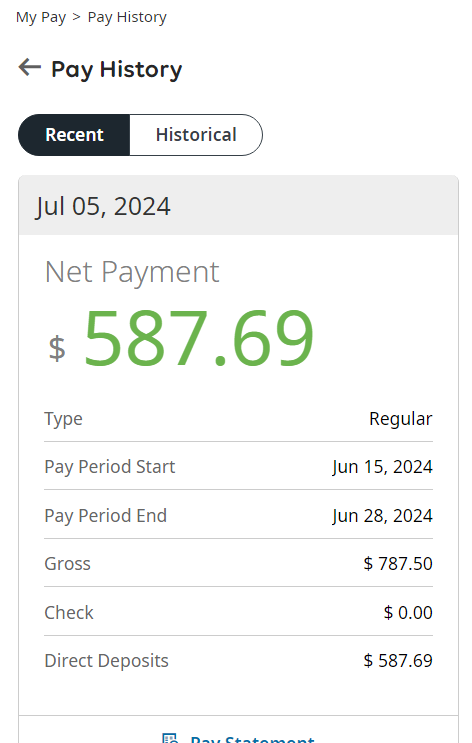 My Pay > Pay History
← Pay History
Recent Historical
Jul 05, 2024
Net Payment
$ 587.69
Type Regular
Pay Period Start Jun 15, 2024
Pay Period End Jun 28, 2024
Gross $ 787.50
Check $ 0.00
Direct Deposits $ 587.69
Pay Statement